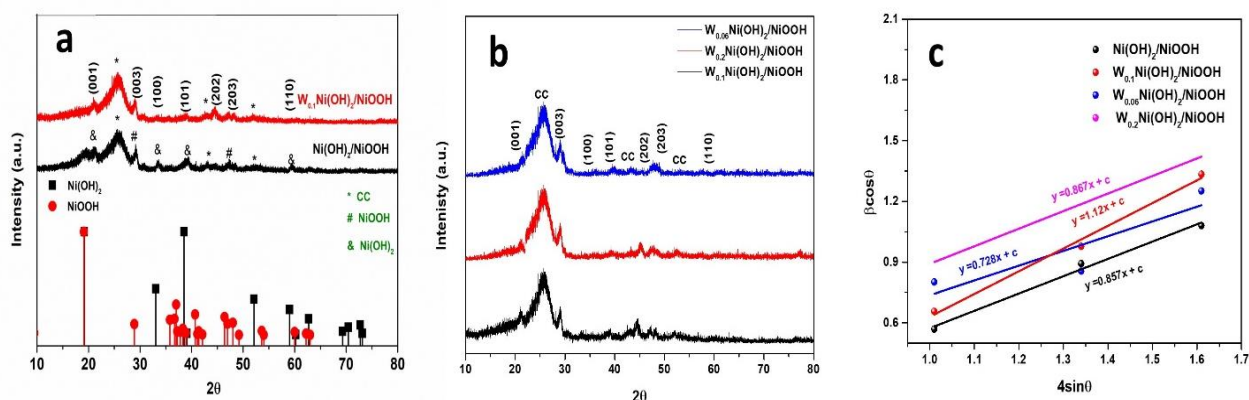 a
Intensity (a.u.)
(001)
*
(003)
(100)
(101)
*
(202)
(203)
*
(110)
W0.1Ni(OH)2/NiOOH
&
*
#
&
&
*
#
*
&
Ni(OH)2/NiOOH
Ni(OH)2
NiOOH
* CC
# NiOOH
& Ni(OH)2
10 20 30 40 50 60 70 80
2θ
b
Intenisty (a.u.)
W0.06Ni(OH)2/NiOOH
W0.2Ni(OH)2/NiOOH
W0.1Ni(OH)2/NiOOH
(001)
CC
(003)
(100)
(101)
CC
(202)
(203)
CC
(110)
10 20 30 40 50 60 70 80
2θ
c
βcosθ
2.1
1.8
1.5
1.2
0.9
0.6
Ni(OH)2/NiOOH
W0.1Ni(OH)2/NiOOH
W0.06Ni(OH)2/NiOOH
W0.2Ni(OH)2/NiOOH
y =0.867x + c
y =1.12x + c
y =0.728x + c
y =0.857x + c
1.0 1.1 1.2 1.3 1.4 1.5 1.6 1.7
4sinθ